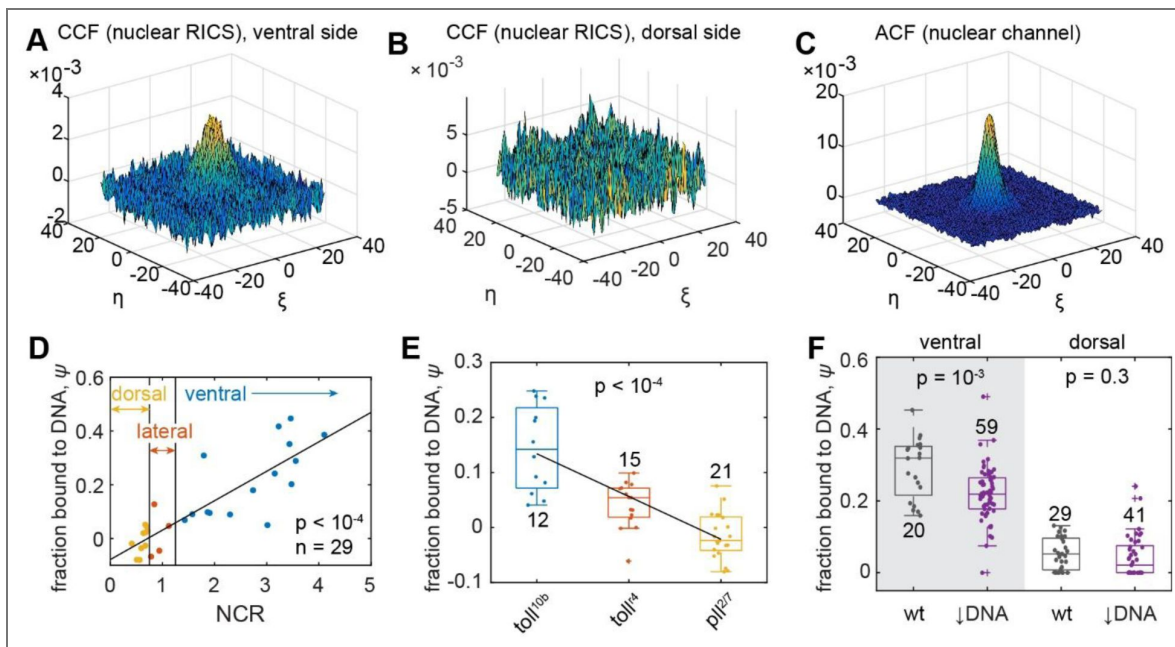 A CCF (nuclear RICS), ventral side
×10⁻³
4
2
0
-2
40
20
0
-20
-40
η
-40
-20
0
20
40
ξ
B CCF (nuclear RICS), dorsal side
× 10⁻³
5
0
-5
40
20
0
-20
-40
η
-40
-20
0
20
40
ξ
C ACF (nuclear channel)
×10⁻³
20
10
0
40
20
0
-20
-40
η
-40
-20
0
20
40
ξ
D
fraction bound to DNA, ψ
0.6
0.4
0.2
0
dorsal
ventral
lateral
p < 10⁻⁴
n = 29
0 1 2 3 4 5
NCR
E
fraction bound to DNA, ψ
0.3
0.2
0.1
0
-0.1
p < 10⁻⁴
12
15
21
toll¹⁰ᵇ
tollʳ⁴
pll²/⁷
F
ventral dorsal
fraction bound to DNA, ψ
0.6
0.4
0.2
0
p = 10⁻³
p = 0.3
20
59
29
41
wt ↓DNA wt ↓DNA